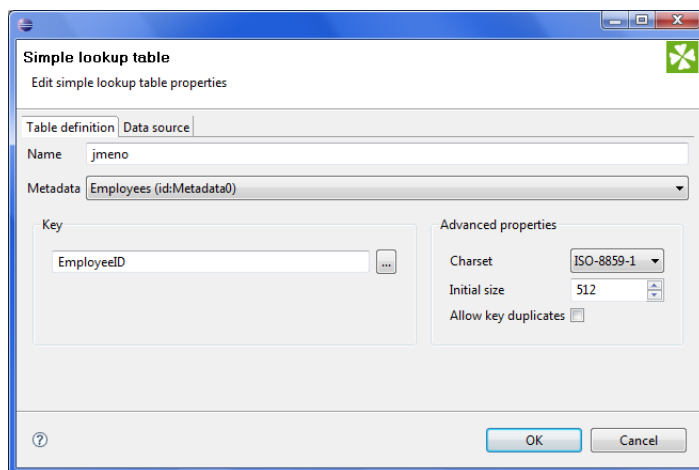 Simple lookup table
Edit simple lookup table properties
Table definition Data source
Name jmeno
Metadata Employees (id:Metadata0)
Key
EmployeeID ...
Advanced properties
Charset ISO-8859-1
Initial size 512
Allow key duplicates
? OK Cancel